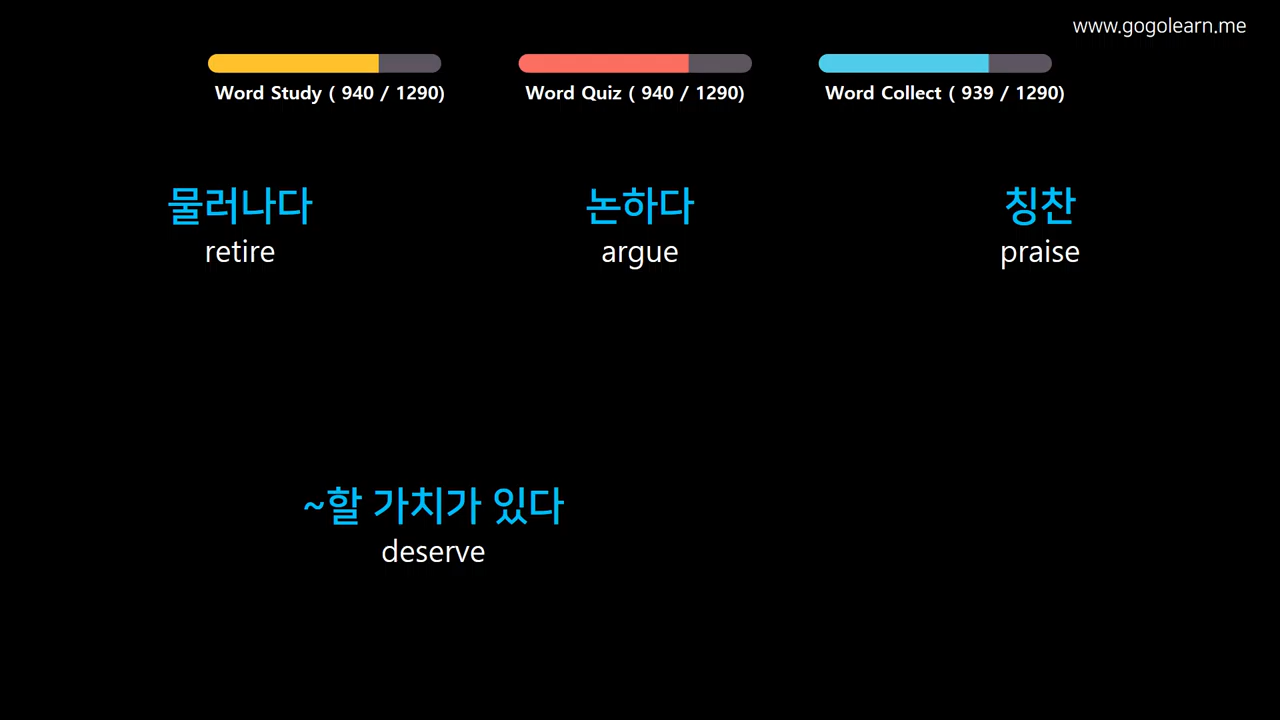 www.gogolearn.me
Word Study ( 940 / 1290)
Word Quiz ( 940 / 1290)
Word Collect ( 939 / 1290)
물러나다
retire
논하다
argue
칭찬
praise
~할 가치가 있다
deserve